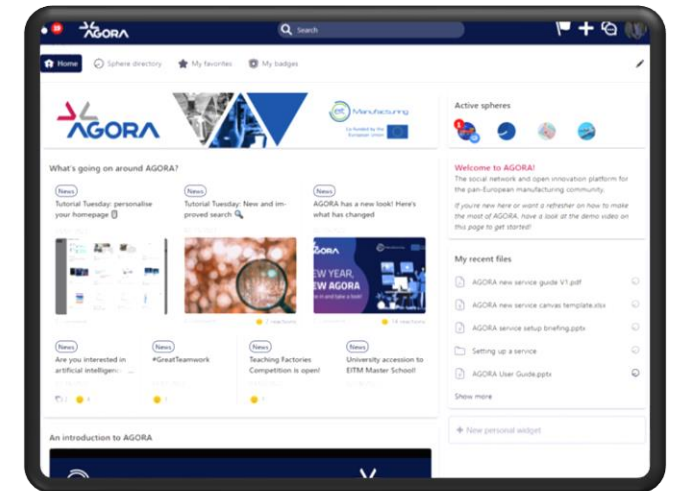 AGORA
Search
Home
Sphere directory
My favorites
My badges
AGORA
eit Manufacturing
Co-funded by the
European Union
What's going on around AGORA?
News
Tutorial Tuesday: personalise
your homepage
News
Tutorial Tuesday: New and im-
proved search
News
AGORA has a new look! Here's
what has changed
AGORA
NEW YEAR,
NEW AGORA
News
Are you interested in
artificial intelligenc ...
News
#GreatTeamwork
News
Teaching Factories
Competition is open!
News
University accession to
EITM Master School!
An introduction to AGORA
Active spheres
Welcome to AGORA!
The social network and open innovation platform for
the pan-European manufacturing community.
If you're new here or want a refresher on how to make
the most of AGORA, have a look at the demo video on
this page to get started!
My recent files
AGORA new service guide V1.pdf
AGORA new service canvas template.xlsx
AGORA service setup briefing.pptx
Setting up a service
AGORA User Guide.pptx
Show more
+ New personal widget